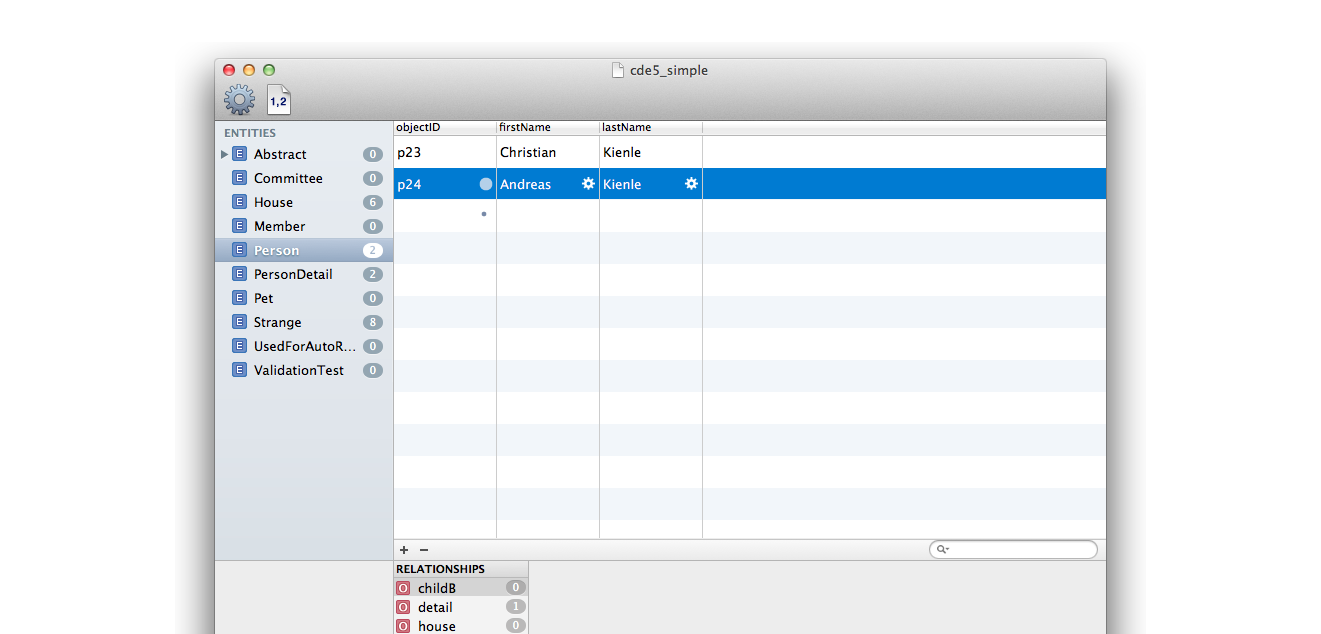 cde5_simple
1,2
ENTITIES
E Abstract 0
E Committee 0
E House 6
E Member 0
E Person 2
E PersonDetail 2
E Pet 0
E Strange 8
E UsedForAutoR... 0
E ValidationTest 0
objectID firstName lastName
p23 Christian Kienle
p24 Andreas Kienle
+ −
RELATIONSHIPS
O childB 0
O detail 1
O house 0